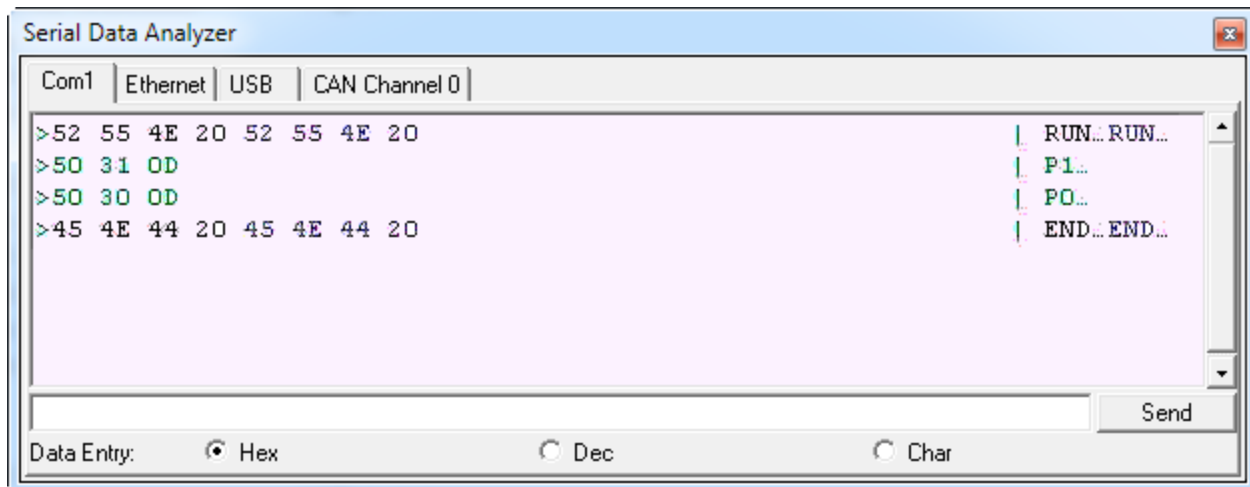 Serial Data Analyzer
Com1 Ethernet USB CAN Channel 0
>52 55 4E 20 52 55 4E 20 | RUN.. RUN..
>50 31 0D | P1..
>50 30 0D | P0..
>45 4E 44 20 45 4E 44 20 | END.. END..
Send
Data Entry: Hex Dec Char